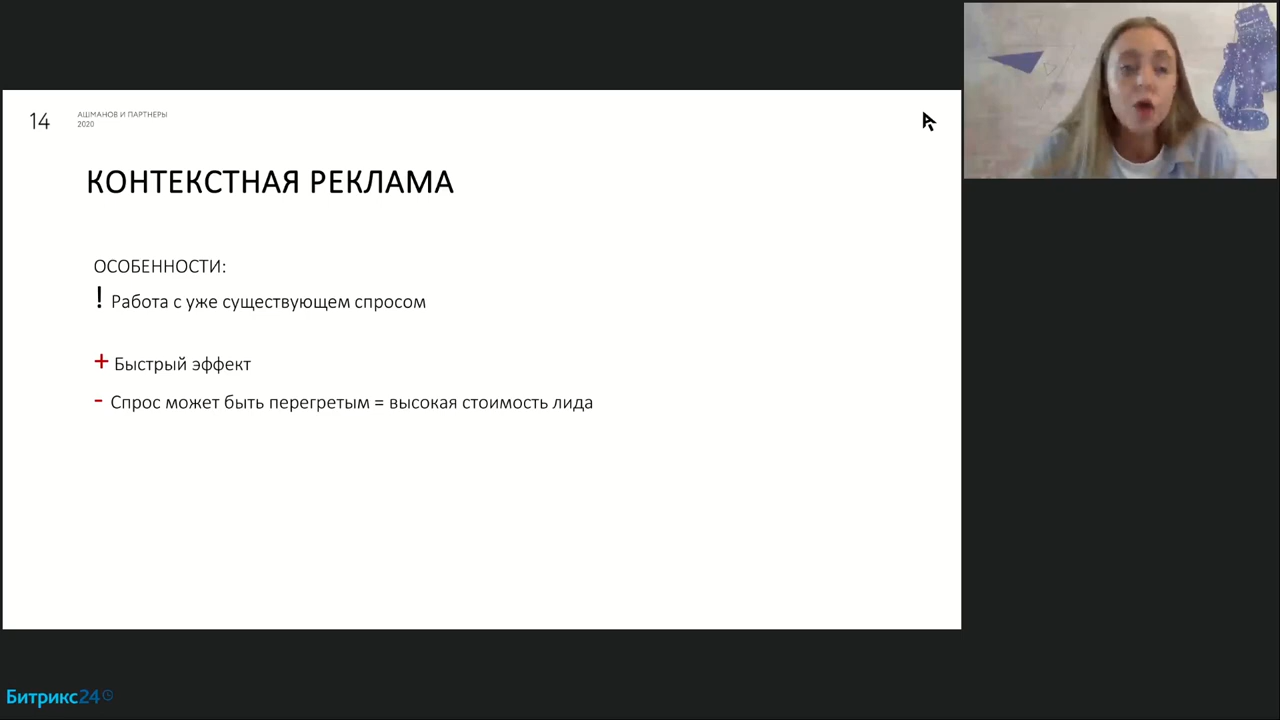 14
АШМАНОВ И ПАРТНЕРЫ
2020
КОНТЕКСТНАЯ РЕКЛАМА
ОСОБЕННОСТИ:
! Работа с уже существующем спросом
+ Быстрый эффект
- Спрос может быть перегретым = высокая стоимость лида
Битрикс24